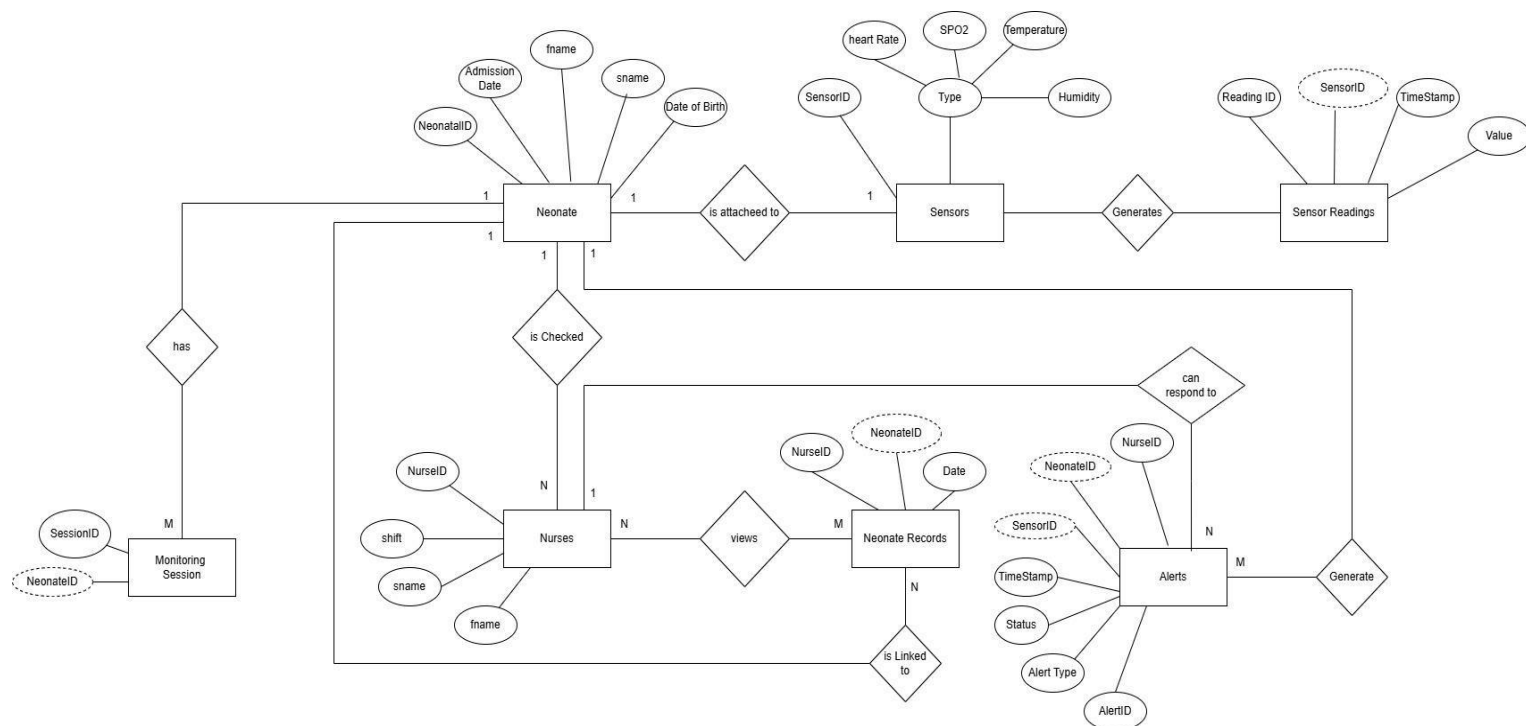 fname
SPO2
Temperature
heart Rate
Admission
Date
sname
SensorID
SensorID
Type
Humidity
Reading ID
TimeStamp
Date of Birth
NeonatalID
Value
1
Neonate
1
is attacheed to
1
Sensors
Generates
Sensor Readings
1
1
1
has
is Checked
can
respond to
NeonateID
NurseID
NurseID
Date
NeonateID
NurseID
N
1
SessionID
M
shift
Nurses
N
views
M
Neonate Records
SensorID
N
Monitoring
Session
NeonateID
sname
fname
N
TimeStamp
Alerts
M
Generate
Status
is Linked
to
Alert Type
AlertID